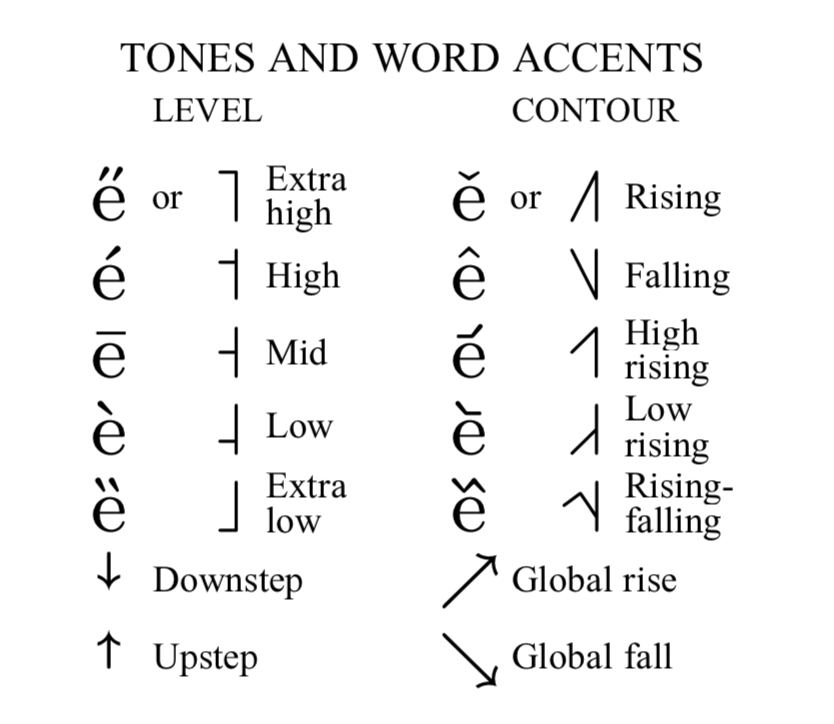 TONES AND WORD ACCENTS
LEVEL CONTOUR
e̋ or ˥ Extra high ě or ˩˥ Rising
é ˦ High ê ˥˩ Falling
ē ˧ Mid e᷄ ˧˥ High rising
è ˨ Low e᷅ ˩˧ Low rising
ȅ ˩ Extra low e᷈ ˧˦˨ Rising-falling
↓ Downstep ↗ Global rise
↑ Upstep ↘ Global fall